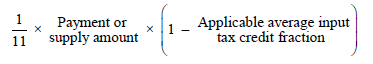 1/11 × Payment or supply amount × (1 − Applicable average input tax credit fraction)